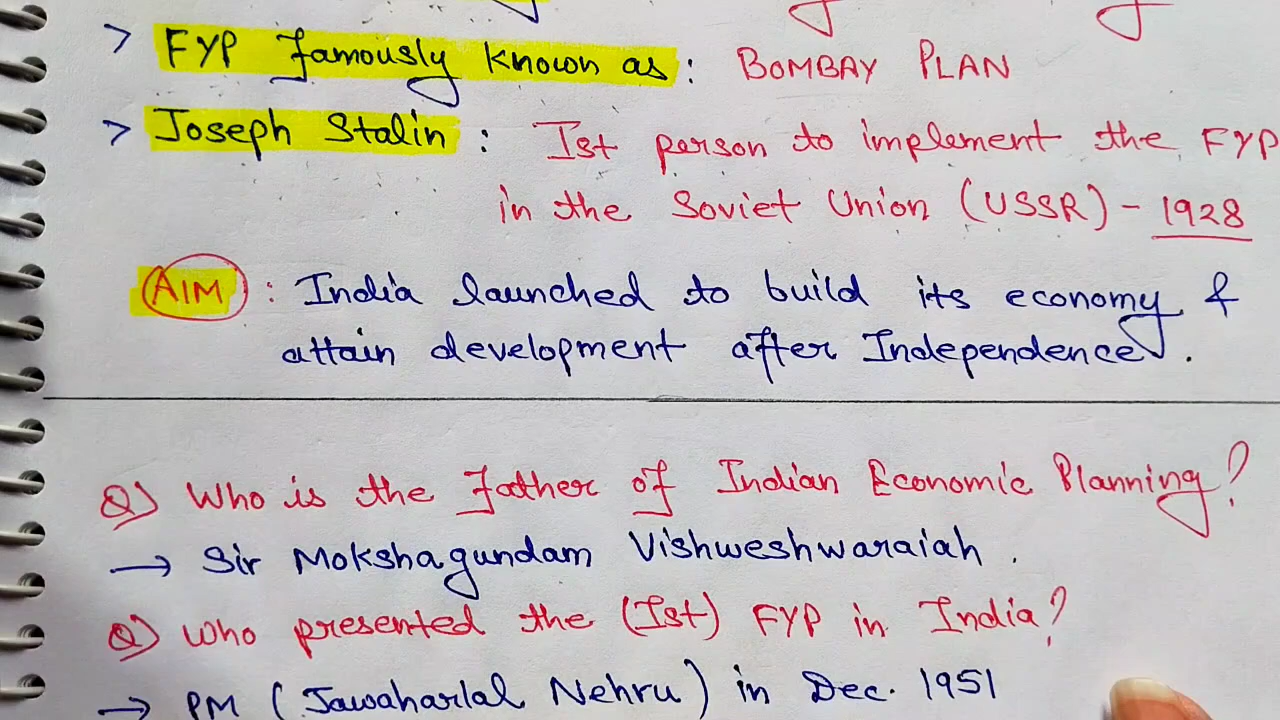 > FYP famously known as: BOMBAY PLAN
> Joseph Stalin : Ist person to implement the FYP
in the Soviet Union (USSR) - 1928
AIM : India launched to build its economy &
attain development after Independence.
Q) Who is the Father of Indian Economic Planning?
→ Sir Mokshagundam Vishweshwaraiah.
Q) Who presented the (Ist) FYP in India?
→ PM (Jawaharlal Nehru) in Dec. 1951